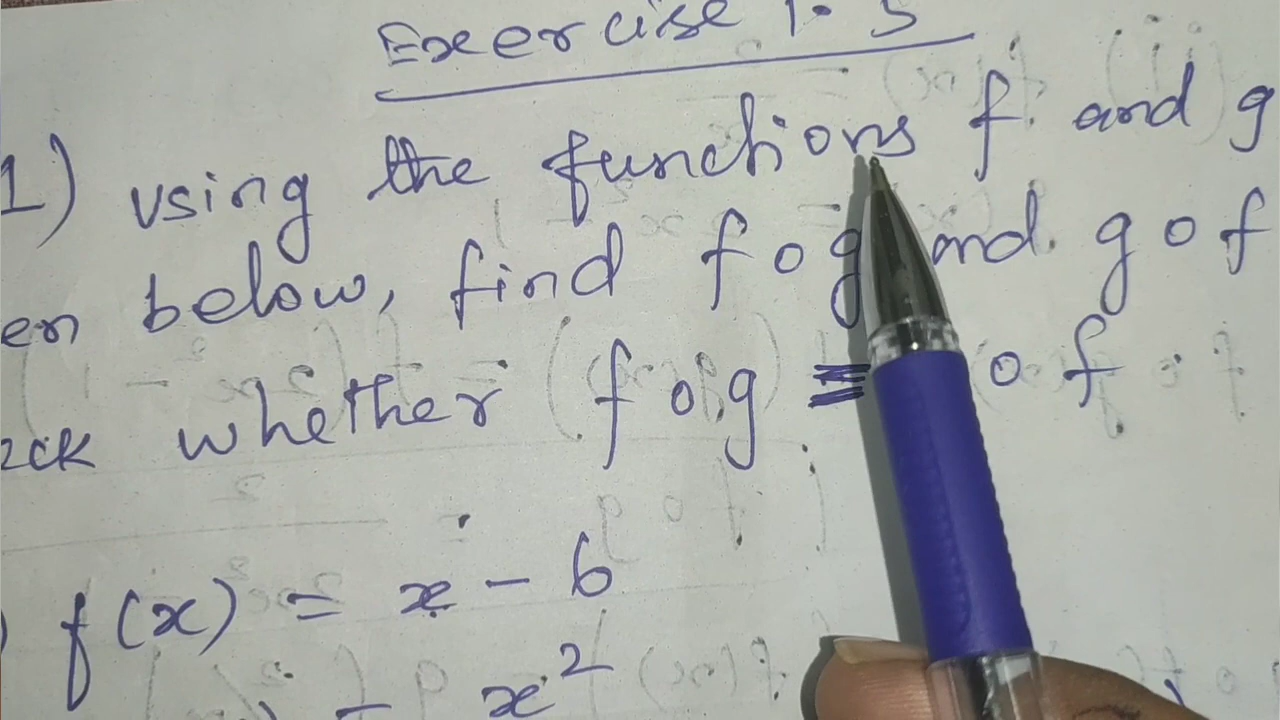 Exercise 1.5
1) Using the functions f and g
en below, find fog and gof
eck whether fog = of
f(x) = x - 6
= x²